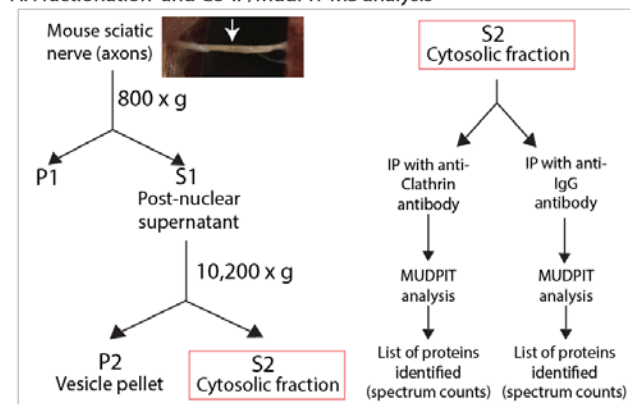 A. Fractionation and Co-IP/MudPIT-MS analysis
Mouse sciatic
nerve (axons)
800 x g
P1
S1
Post-nuclear
supernatant
10,200 x g
P2
Vesicle pellet
S2
Cytosolic fraction
S2
Cytosolic fraction
IP with anti-
Clathrin
antibody
MUDPIT
analysis
List of proteins
identified
(spectrum counts)
IP with anti-
IgG
antibody
MUDPIT
analysis
List of proteins
identified
(spectrum counts)